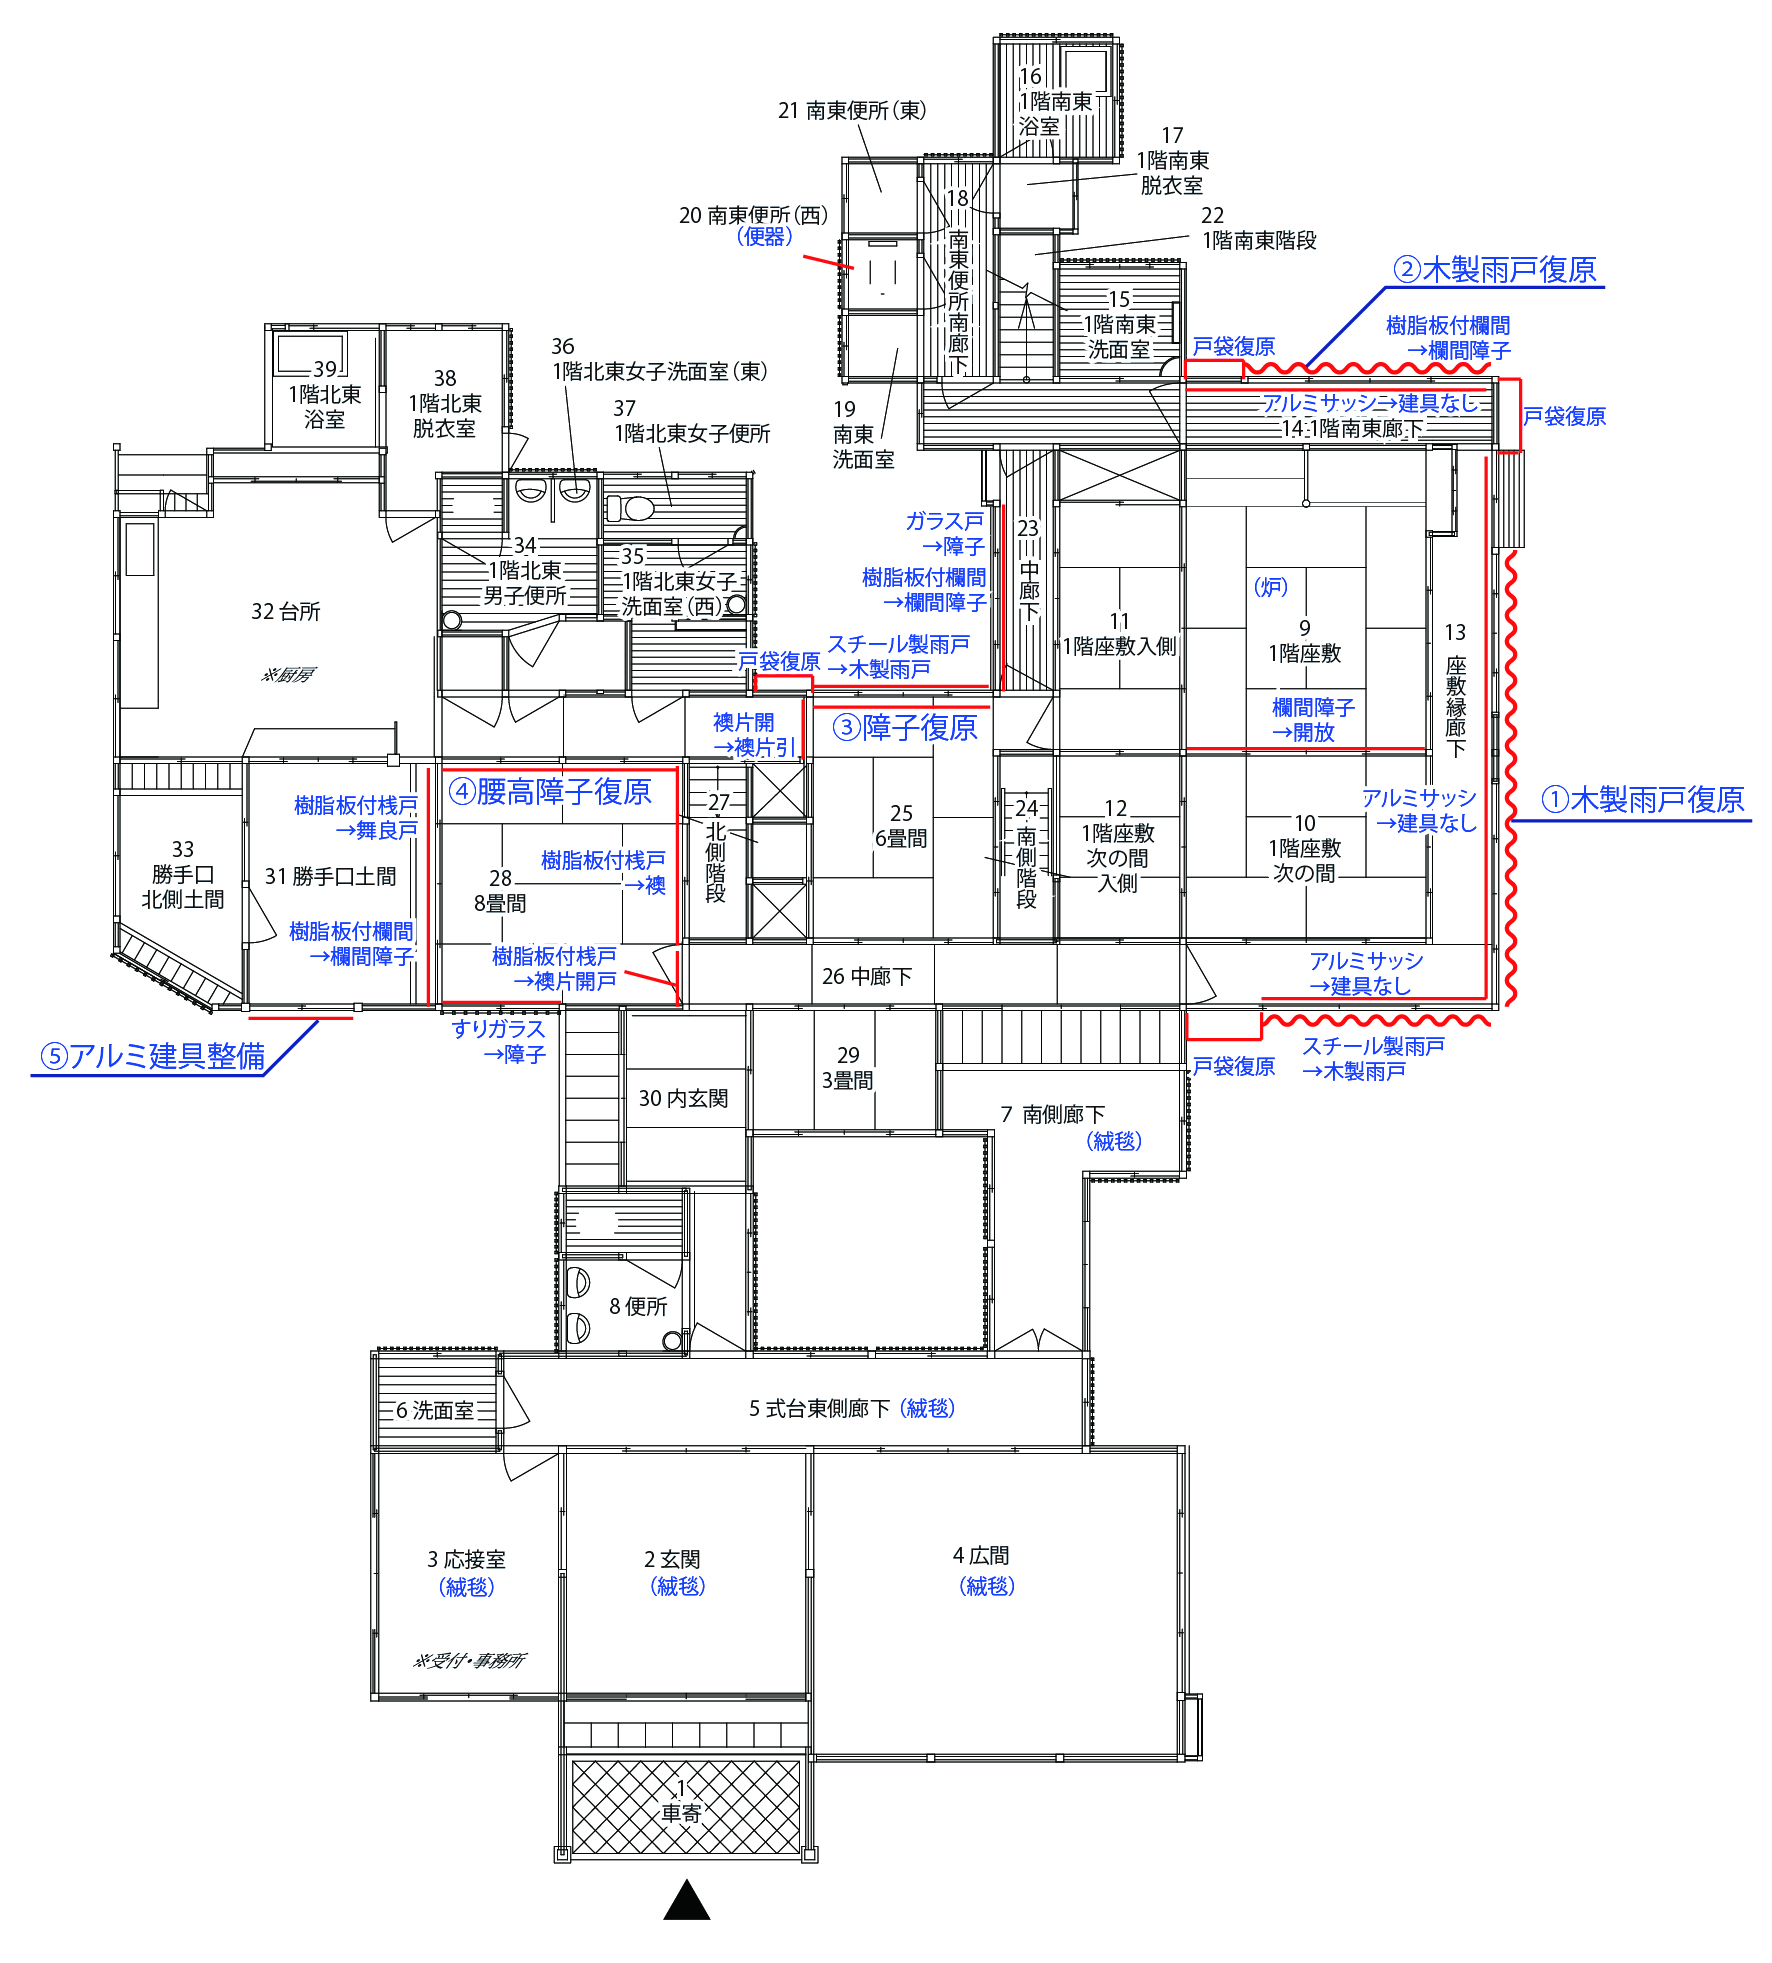 16
1階南東
浴室
21 南東便所（東）
17
1階南東
脱衣室
20 南東便所（西）
（便器）
18
南東便所南廊下
22
1階南東階段
②木製雨戸復原
15
1階南東
洗面室
戸袋復原
樹脂板付欄間
→欄間障子
36
1階北東女子洗面室（東）
39
1階北東
浴室
38
1階北東
脱衣室
37
1階北東女子便所
19
南東
洗面室
アルミサッシ→建具なし
14 1階南東廊下
戸袋復原
ガラス戸
→障子
23
中廊下
樹脂板付欄間
→欄間障子
34
1階北東
男子便所
35
1階北東女子
洗面室（西）
32 台所
※厨房
（炉）
11
1階座敷入側
9
1階座敷
13
座敷縁廊下
戸袋復原
スチール製雨戸
→木製雨戸
襖片開
→襖片引
③障子復原
欄間障子
→開放
①木製雨戸復原
アルミサッシ
→建具なし
④腰高障子復原
樹脂板付桟戸
→舞良戸
27
北側階段
25
6畳間
24
南側階段
12
1階座敷
次の間
入側
10
1階座敷
次の間
33
勝手口
北側土間
31 勝手口土間
樹脂板付桟戸
→襖
28
8畳間
樹脂板付欄間
→欄間障子
樹脂板付桟戸
→襖片開戸
26 中廊下
アルミサッシ
→建具なし
⑤アルミ建具整備
すりガラス
→障子
29
3畳間
戸袋復原
スチール製雨戸
→木製雨戸
30 内玄関
7 南側廊下
（絨毯）
8 便所
6 洗面室
5 式台東側廊下（絨毯）
3 応接室
（絨毯）
2 玄関
（絨毯）
4 広間
（絨毯）
※受付・事務所
1
車寄